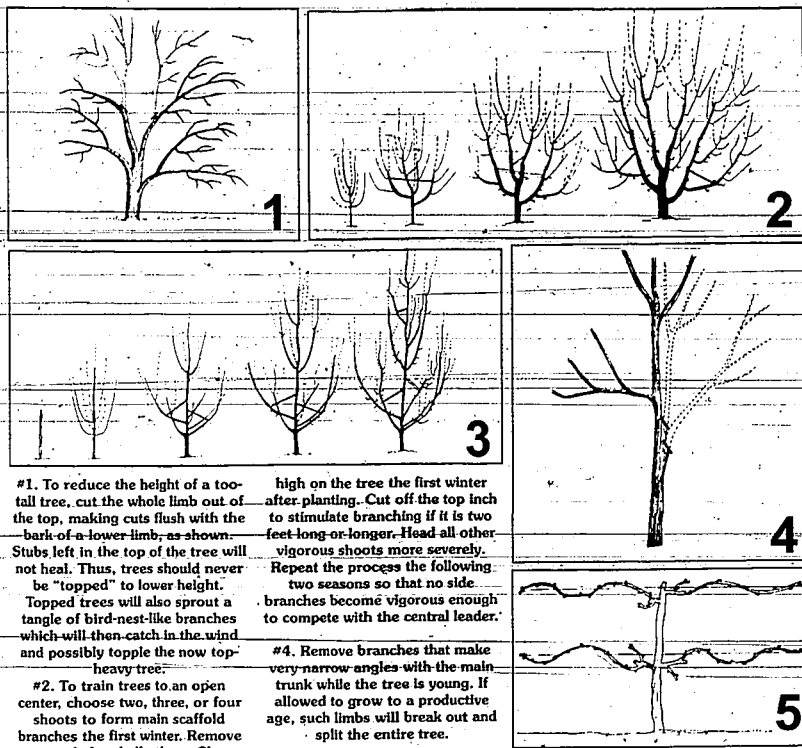 1
2
3
4
5
#1. To reduce the height of a too-
tall tree, cut the whole limb out of
the top, making cuts flush with the
bark of a lower limb, as shown.
Stubs left in the top of the tree will
not heal. Thus, trees should never
be "topped" to lower height.
Topped trees will also sprout a
tangle of bird-nest-like branches
which will then catch in the wind
and possibly topple the now top-
heavy tree.
#2. To train trees to an open
center, choose two, three, or four
shoots to form main scaffold
branches the first winter. Remove
high on the tree the first winter
after planting. Cut off the top inch
to stimulate branching if it is two
feet long or longer. Head all other
vigorous shoots more severely.
Repeat the process the following
two seasons so that no side
branches become vigorous enough
to compete with the central leader.
#4. Remove branches that make
very narrow angles with the main
trunk while the tree is young. If
allowed to grow to a productive
age, such limbs will break out and
split the entire tree.